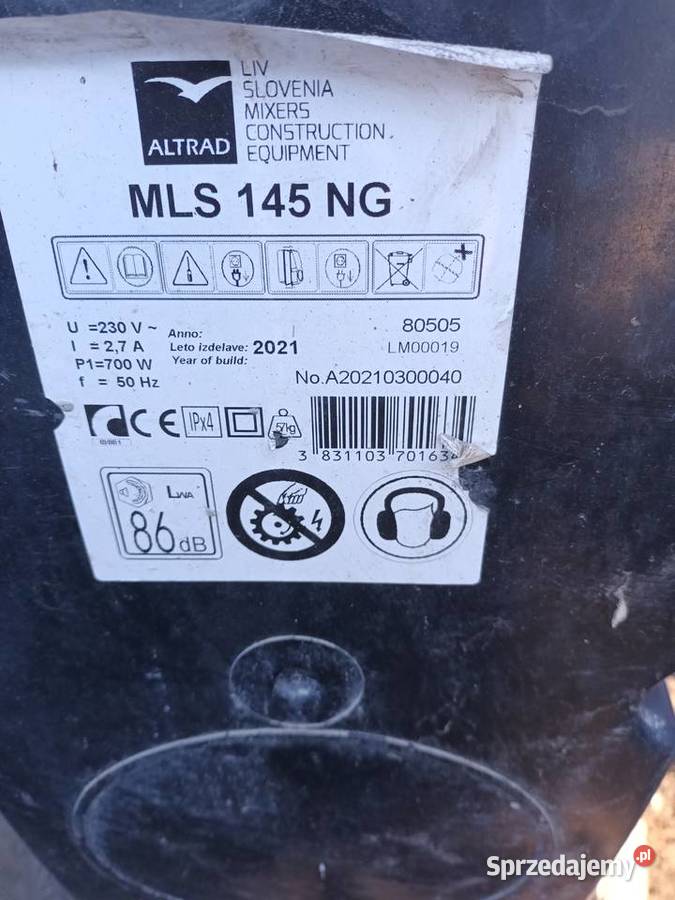 LIV
SLOVENIA
MIXERS
CONSTRUCTION
EQUIPMENT
ALTRAD
MLS 145 NG
U =230 V ~
I = 2,7 A
P1=700 W
f = 50 Hz
Anno:
Leto izdelave: 2021
Year of build:
80505
LM00019
No.A20210300040
CE
IPx4
57kg
3 831103 70163
LWA
86 dB
Sprzedajemy.pl